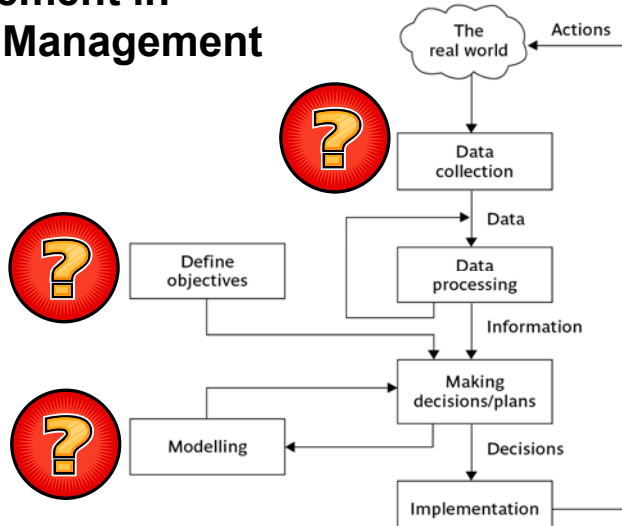 Management
The
real world
Actions
Data
collection
Data
Define
objectives
Data
processing
Information
Making
decisions/plans
Modelling
Decisions
Implementation